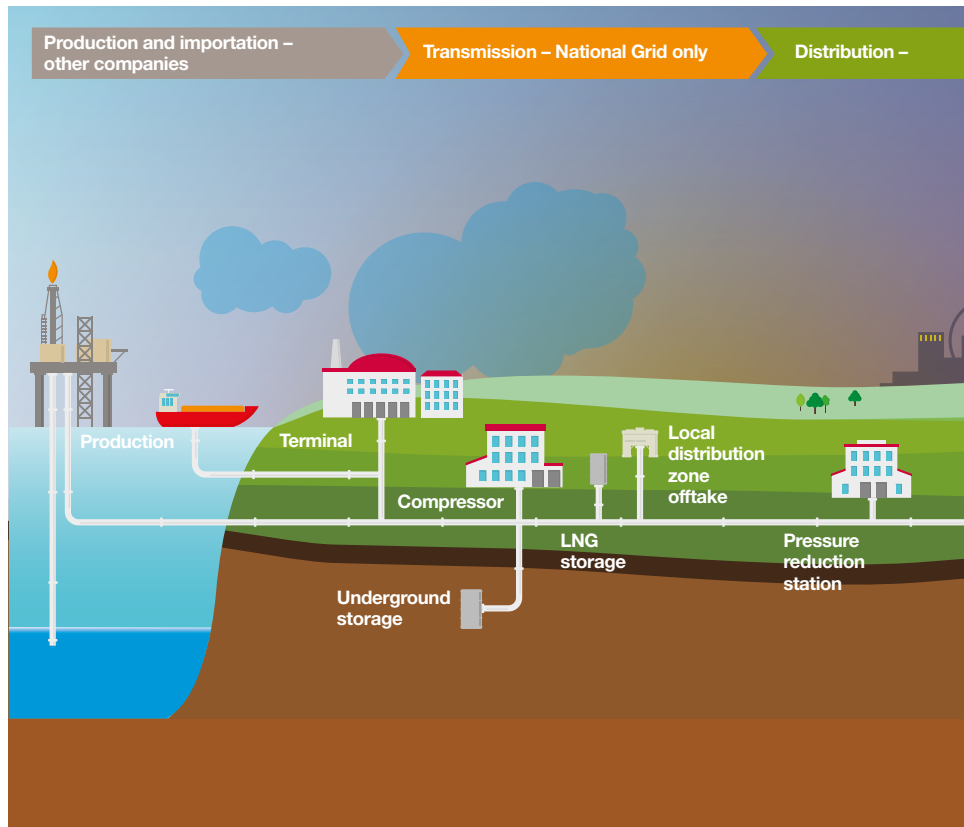 Production and importation –
other companies
Transmission – National Grid only
Distribution –
Production
Terminal
Local
distribution
zone
offtake
Compressor
LNG
storage
Pressure
reduction
station
Underground
storage